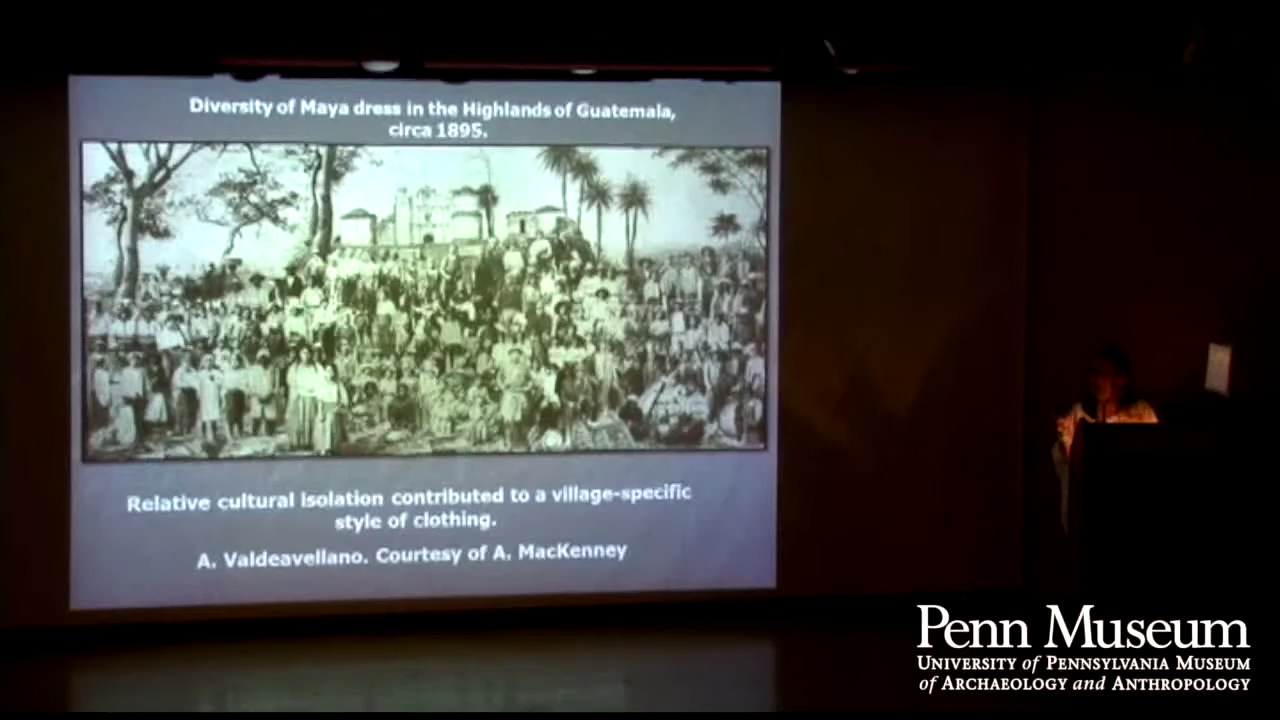 Diversity of Maya dress in the Highlands of Guatemala,
circa 1895.
Relative cultural isolation contributed to a village-specific
style of clothing.
A. Valdeavellano. Courtesy of A. MacKenney
Penn Museum
UNIVERSITY of PENNSYLVANIA MUSEUM
of ARCHAEOLOGY and ANTHROPOLOGY